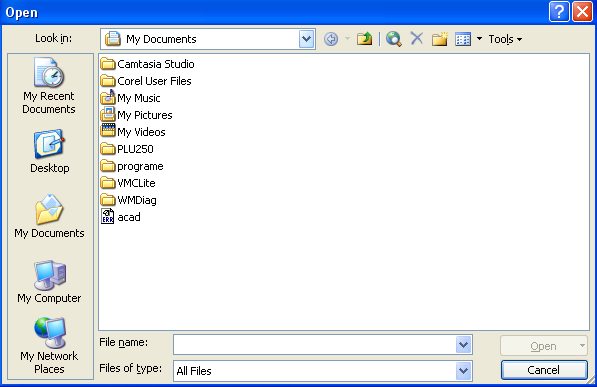 Open
Look in:
My Documents
Tools
My Recent
Documents
Desktop
My Documents
My Computer
My Network
Places
Camtasia Studio
Corel User Files
My Music
My Pictures
My Videos
PLU250
programe
VMCLite
WMDiag
ERR
acad
File name:
Open
Files of type:
All Files
Cancel